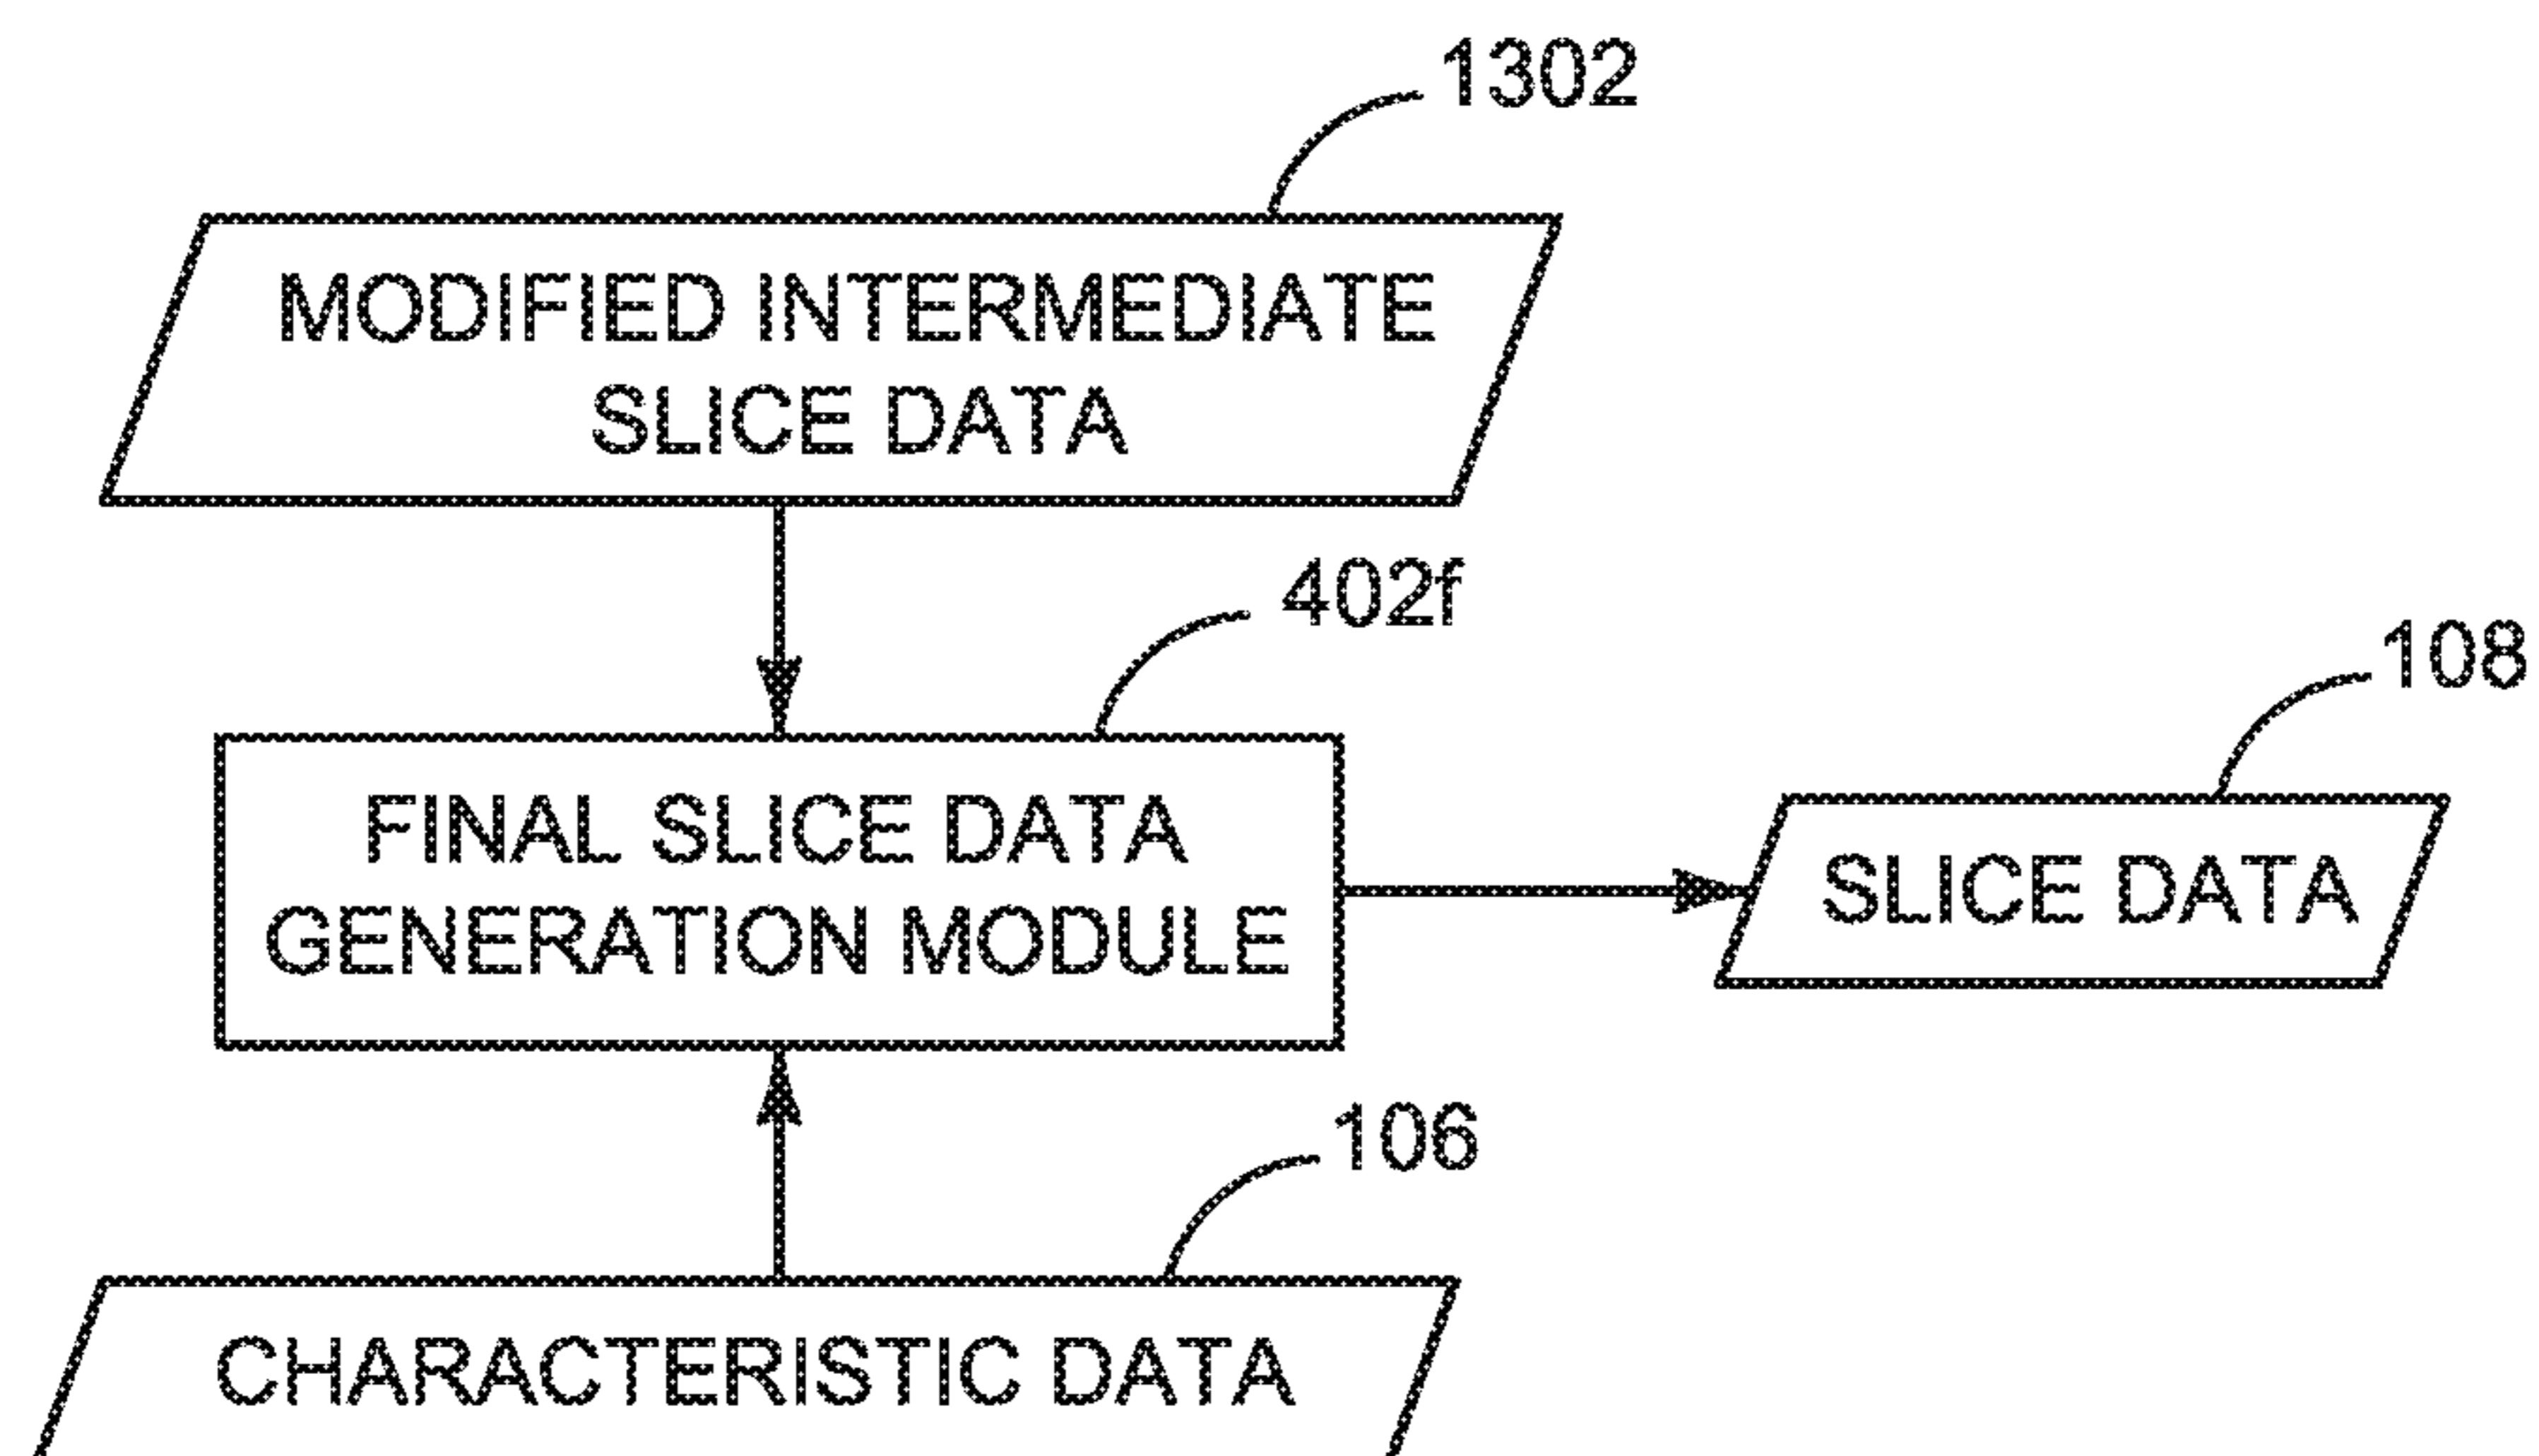 1302
MODIFIED INTERMEDIATE
SLICE DATA
402f
108
FINAL SLICE DATA
GENERATION MODULE
SLICE DATA
106
CHARACTERISTIC DATA